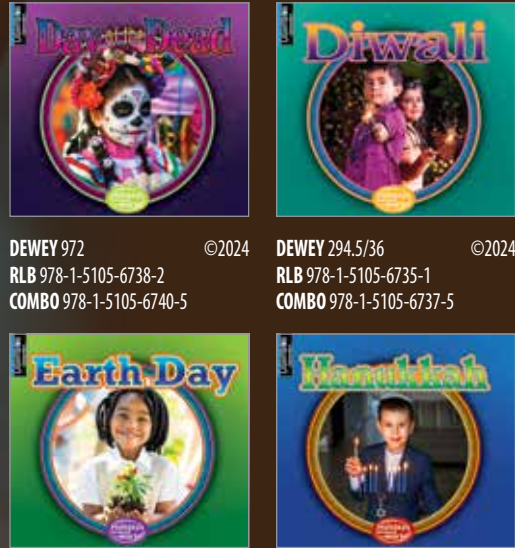 Day of the Dead
Diwali
DEWEY 972 ©2024
RLB 978-1-5105-6738-2
COMBO 978-1-5105-6740-5
DEWEY 294.5/36 ©2024
RLB 978-1-5105-6735-1
COMBO 978-1-5105-6737-5
Earth Day
Hanukkah